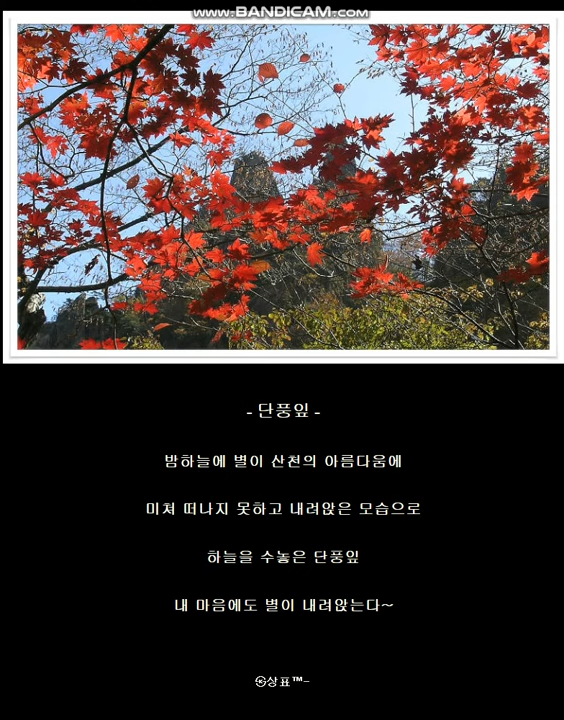 www.BANDICAM.com
- 단풍잎 -
밤하늘에 별이 산천의 아름다움에
미쳐 떠나지 못하고 내려앉은 모습으로
하늘을 수놓은 단풍잎
내 마음에도 별이 내려앉는다~
㉿상표™-